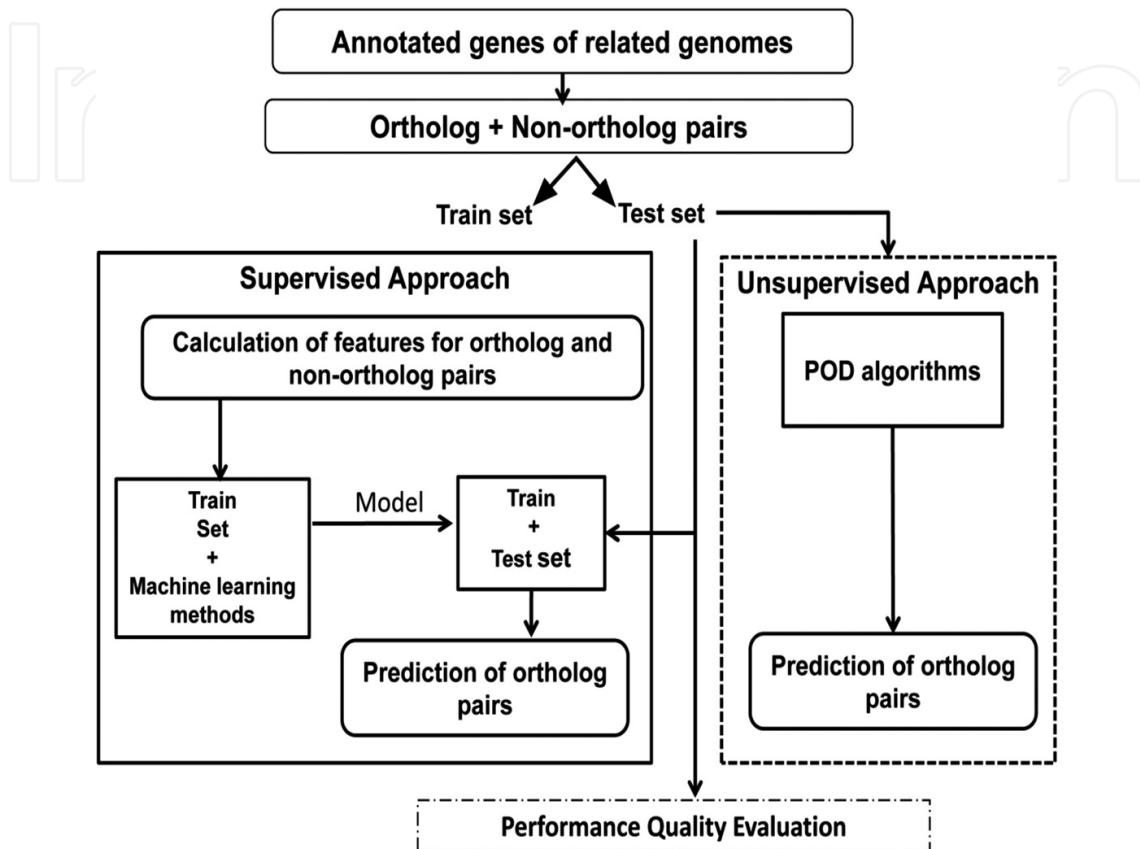 Annotated genes of related genomes
Ortholog + Non-ortholog pairs
Train set
Test set
Supervised Approach
Calculation of features for ortholog and
non-ortholog pairs
Train
Set
+
Machine learning
methods
Model
Train
+
Test set
Prediction of ortholog
pairs
Unsupervised Approach
POD algorithms
Prediction of ortholog
pairs
Performance Quality Evaluation